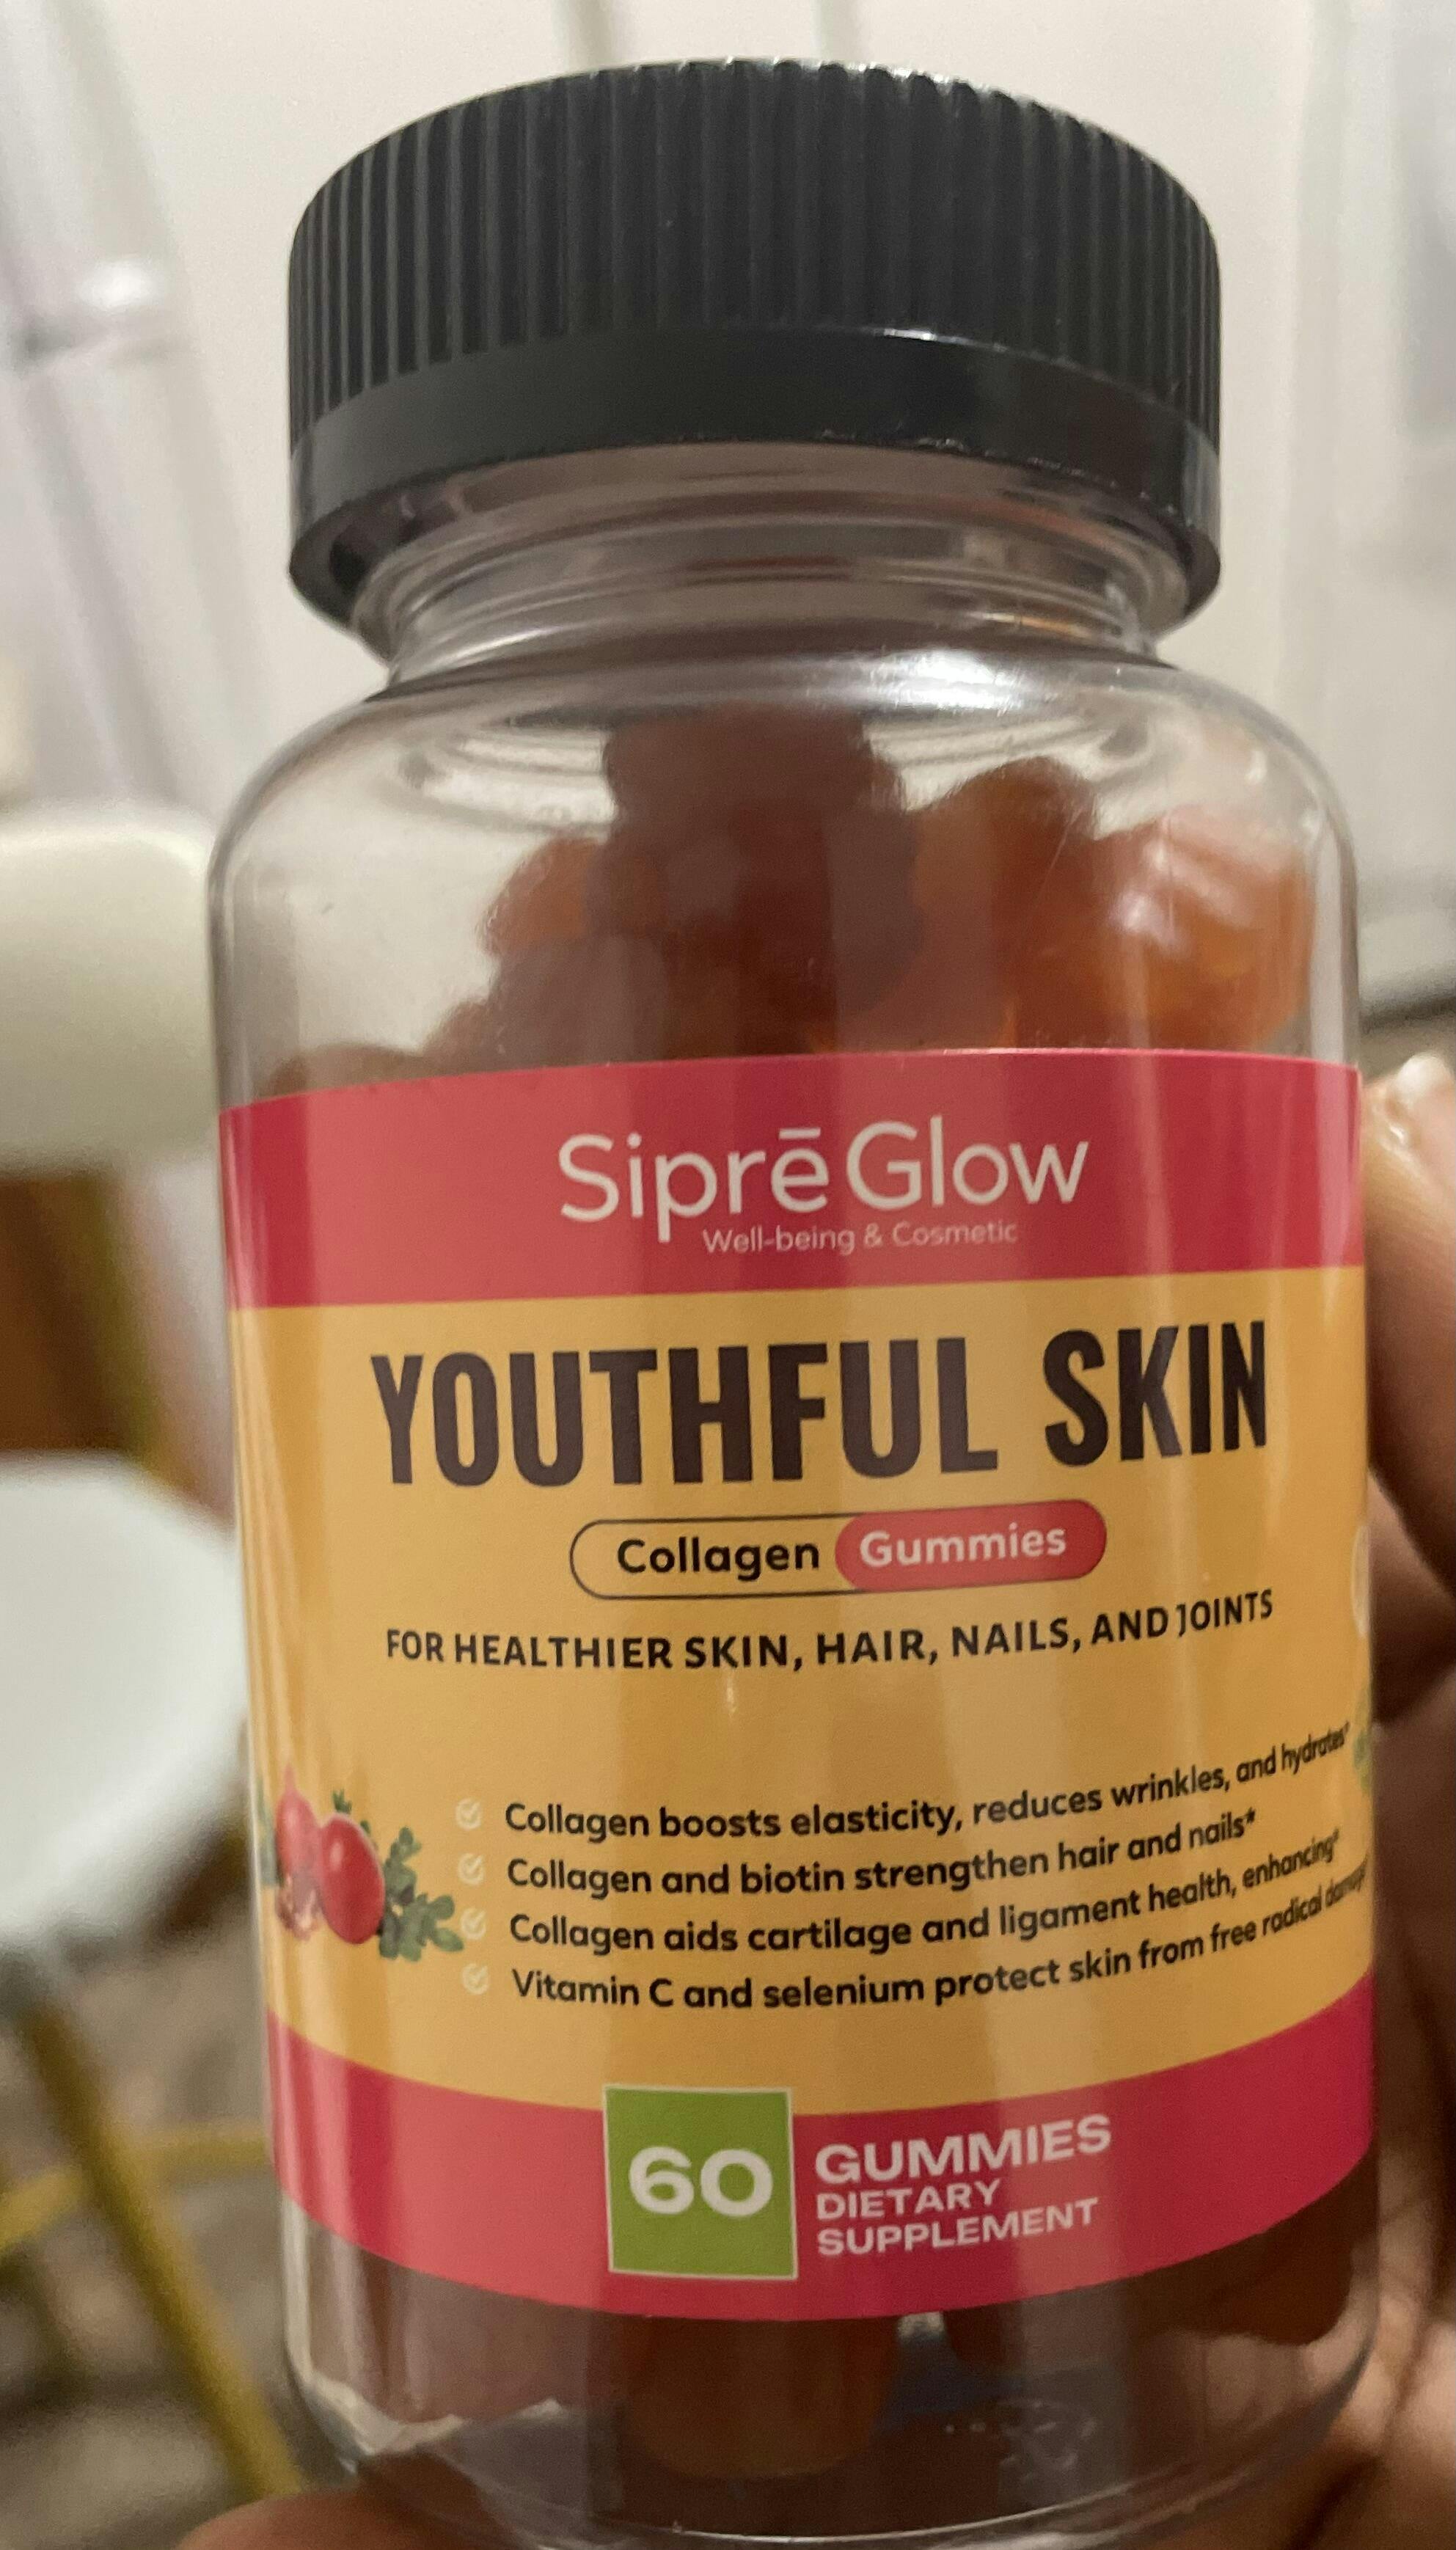 Siprē Glow
Well-being & Cosmetic
YOUTHFUL SKIN
Collagen Gummies
FOR HEALTHIER SKIN, HAIR, NAILS, AND JOINTS
Collagen boosts elasticity, reduces wrinkles, and hydrates*
Collagen and biotin strengthen hair and nails*
Collagen aids cartilage and ligament health, enhancing*
Vitamin C and selenium protect skin from free radical damage*
60
GUMMIES
DIETARY
SUPPLEMENT